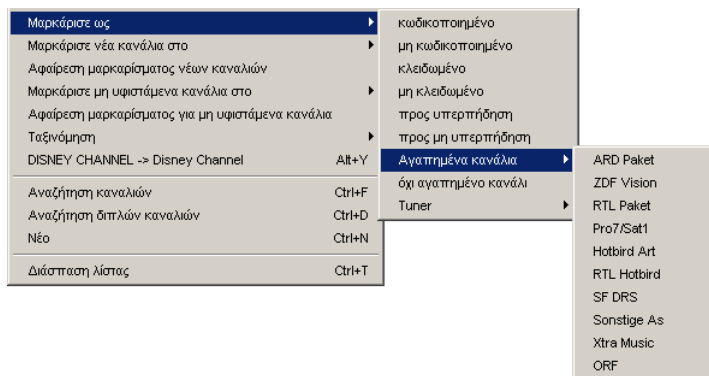 Μαρκάρισε ως
Μαρκάρισε νέα κανάλια στο
Αφαίρεση μαρκαρίσματος νέων καναλιών
Μαρκάρισε μη υφιστάμενα κανάλια στο
Αφαίρεση μαρκαρίσματος για μη υφιστάμενα κανάλια
Ταξινόμηση
DISNEY CHANNEL -> Disney Channel Alt+Y
Αναζήτηση καναλιών Ctrl+F
Αναζήτηση διπλών καναλιών Ctrl+D
Νέο Ctrl+N
Διάσπαση λίστας Ctrl+T
κωδικοποιημένο
μη κωδικοποιημένο
κλειδωμένο
μη κλειδωμένο
προς υπερπήδηση
προς μη υπερπήδηση
Αγαπημένα κανάλια
όχι αγαπημένο κανάλι
Tuner
ARD Paket
ZDF Vision
RTL Paket
Pro7/Sat1
Hotbird Art
RTL Hotbird
SF DRS
Sonstige As
Xtra Music
ORF